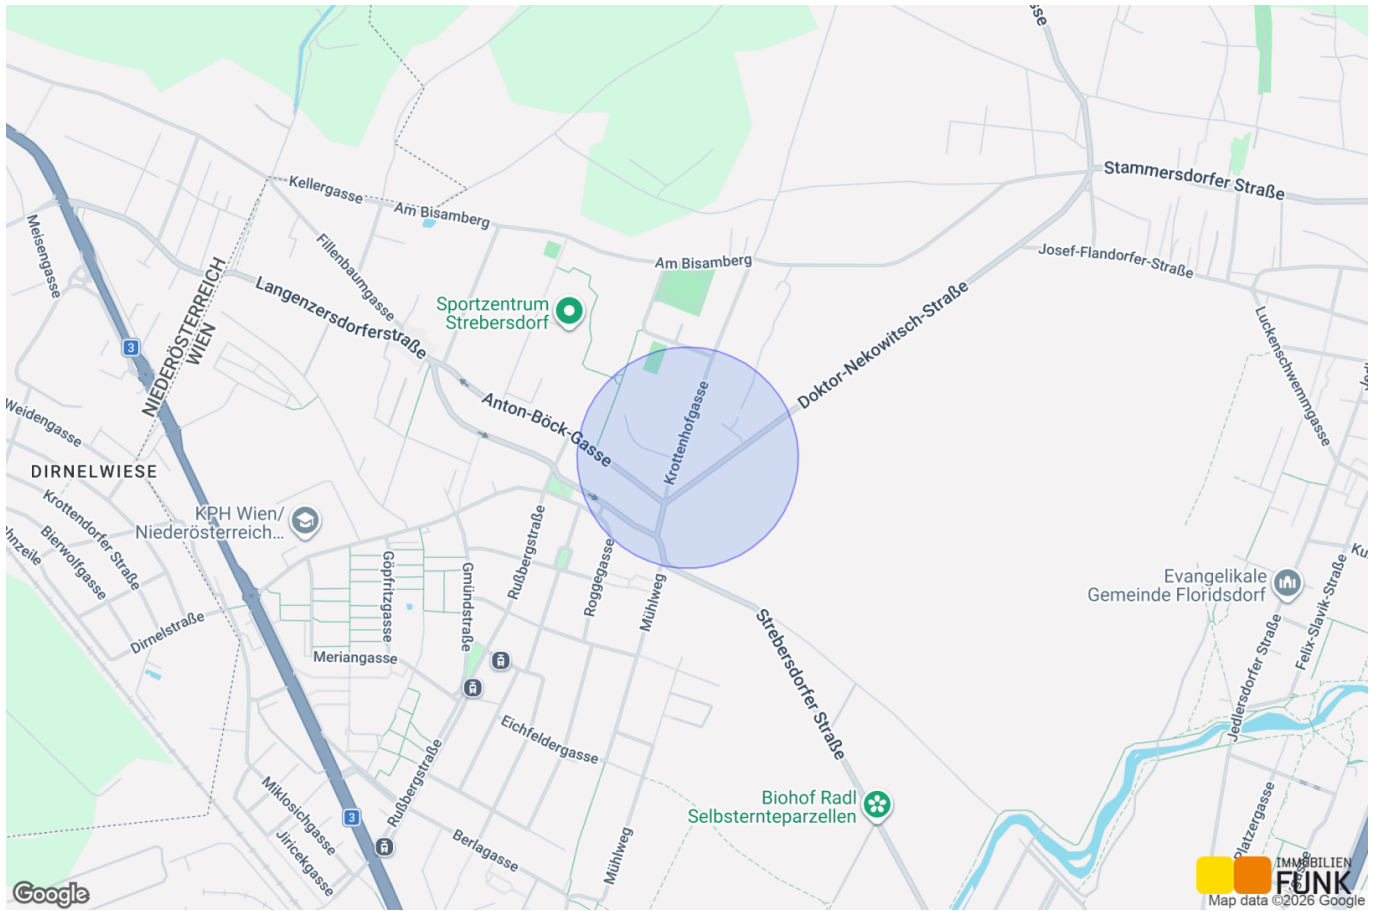 Stammersdorfer Straße
Kellergasse
Am Bisamberg
Meisengasse
Fillenbaumgasse
Am Bisamberg
Josef-Flandorfer-Straße
NIEDERÖSTERREICH
WIEN
Langenzersdorferstraße
Sportzentrum
Strebersdorf
Doktor-Nekowitsch-Straße
Luckenschwemmgasse
3
Anton-Böck-Gasse
Krottenhofgasse
Weidengasse
DIRNELWIESE
Krottendorfer Straße
Bierwolfgasse
KPH Wien/
Niederösterreich...
Göpfritzgasse
Gmündstraße
Rußbergstraße
Roggegasse
Mühlweg
Evangelikale
Gemeinde Floridsdorf
Felix-Slavik-Straße
Jedlersdorfer Straße
Dirnelstraße
Meriangasse
Strebersdorfer Straße
Eichfeldergasse
Rußbergstraße
Miklosichgasse
Jiricekgasse
3
Berlagasse
Mühlweg
Biohof Radl
Selbsternteparzellen
Platzergasse
IMMOBILIEN
FUNK
Google
Map data ©2026 Google